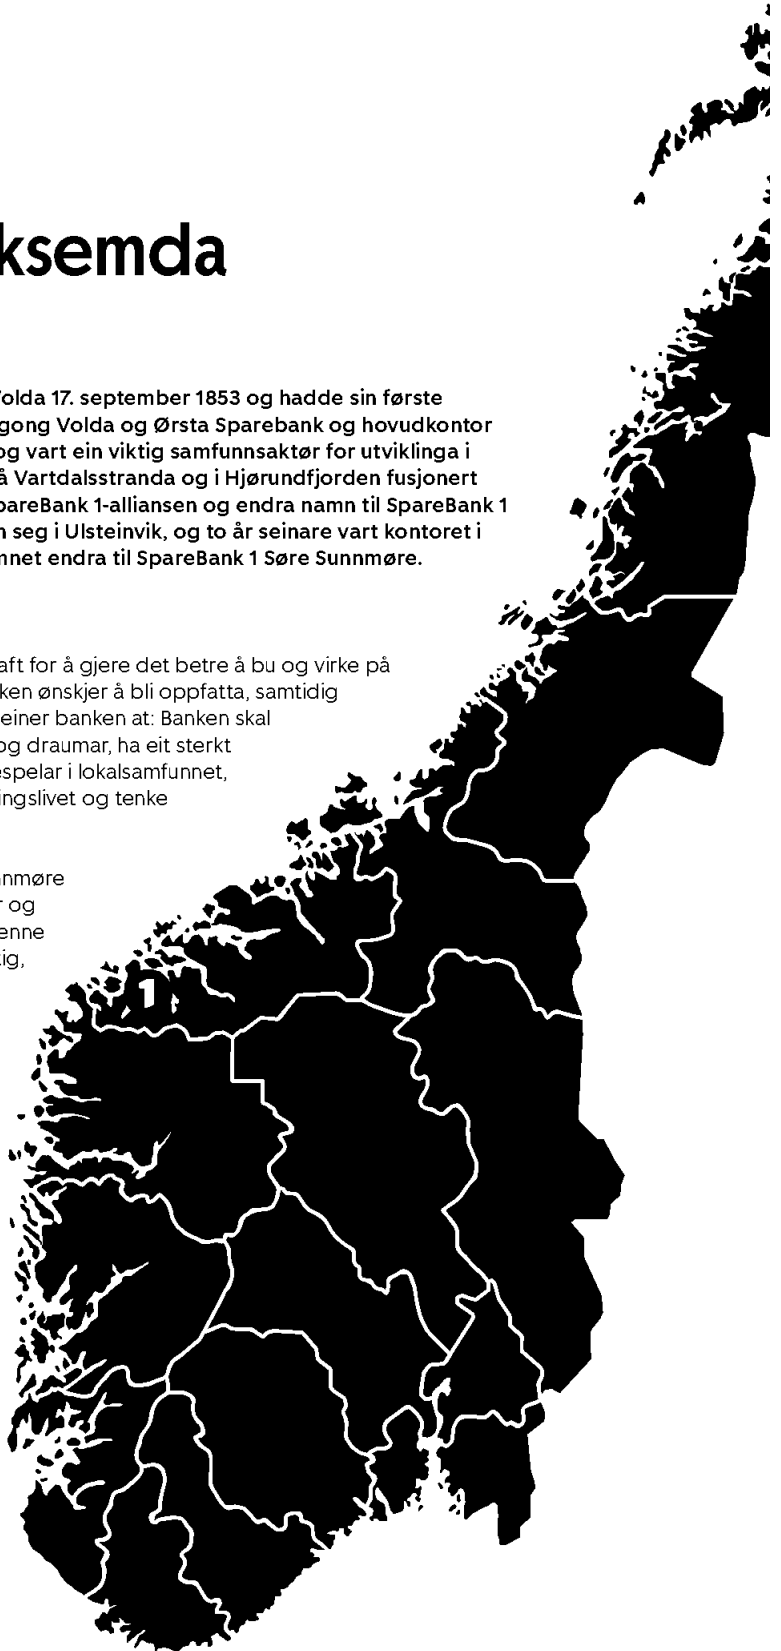 ksemda
olda 17. september 1853 og hadde sin første
gong Volda og Ørsta Sparebank og hovudkontor
og vart ein viktig samfunnsaktør for utviklinga i
å Vartdalsstranda og i Hjørundfjorden fusjonert
pareBank 1-alliansen og endra namn til SpareBank 1
n seg i Ulsteinvik, og to år seinare vart kontoret i
mnet endra til SpareBank 1 Søre Sunnmøre.
aft for å gjere det betre å bu og virke på
ken ønskjer å bli oppfatta, samtidig
einer banken at: Banken skal
og draumar, ha eit sterkt
espelar i lokalsamfunnet,
ingslivet og tenke
nnmøre
r og
enne
ig,
1